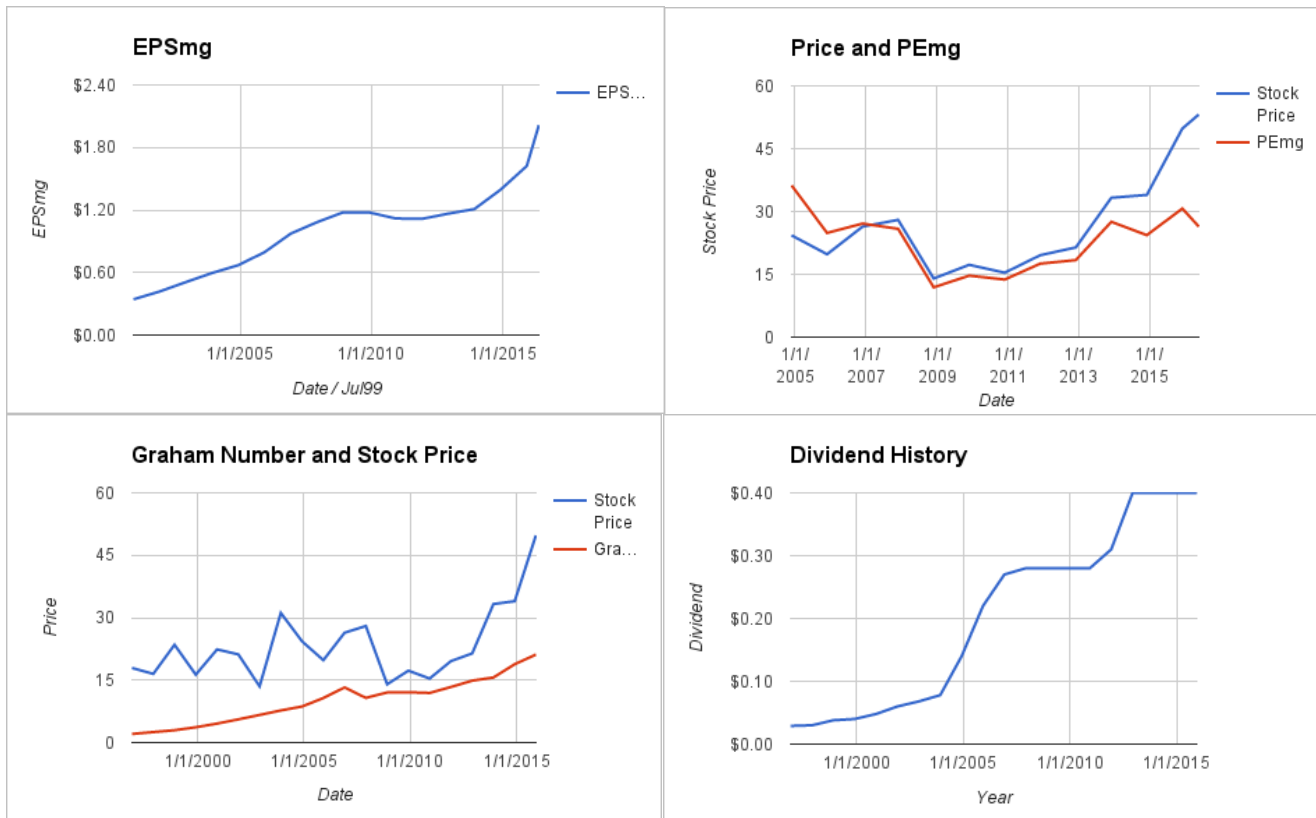 EPSmg
$2.40
$1.80
$1.20
$0.60
$0.00
EPSmg
1/1/2005
1/1/2010
1/1/2015
Date / Jul99
EPS...
Price and PEmg
60
45
30
15
0
Stock Price
1/1/
2005
1/1/
2007
1/1/
2009
1/1/
2011
1/1/
2013
1/1/
2015
Date
Stock
Price
PEmg
Graham Number and Stock Price
60
45
30
15
0
Price
1/1/2000
1/1/2005
1/1/2010
1/1/2015
Date
Stock
Price
Gra...
Dividend History
$0.40
$0.30
$0.20
$0.10
$0.00
Dividend
1/1/2000
1/1/2005
1/1/2010
1/1/2015
Year